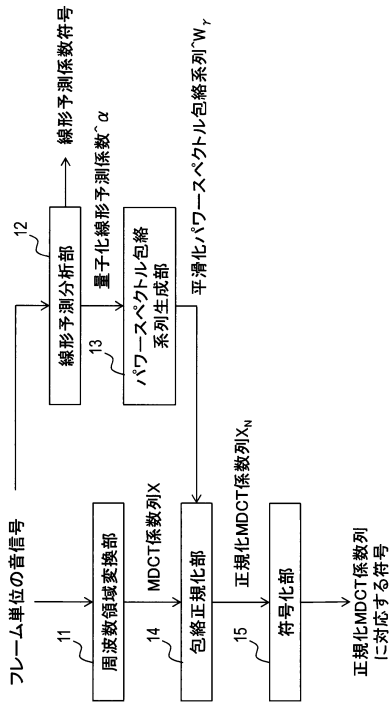 フレーム単位の音信号
11
周波数領域変換部
MDCT係数列X
14
包絡正規化部
正規化MDCT係数列X_N
15
符号化部
正規化MDCT係数列
に対応する符号
12
線形予測分析部
線形予測係数符号
量子化線形予測係数^α
13
パワースペクトル包絡
系列生成部
平滑化パワースペクトル包絡系列^W_γ